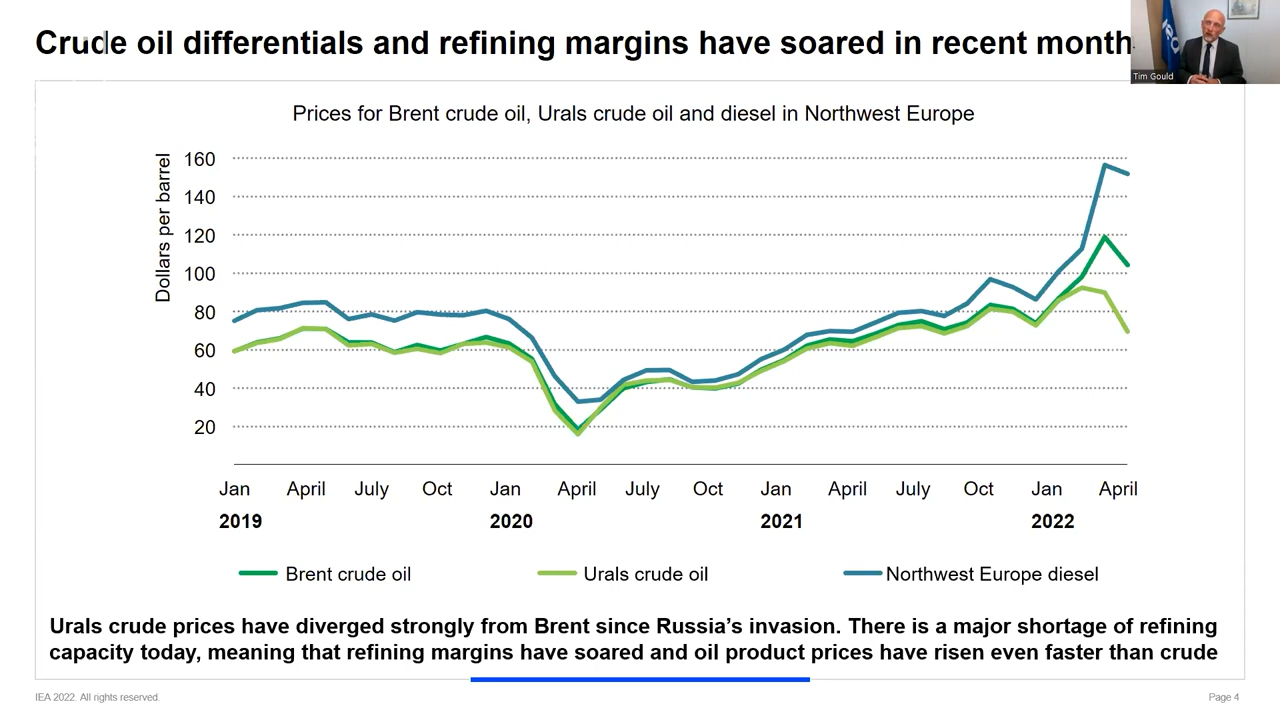 Crude oil differentials and refining margins have soared in recent month
Tim Gould
Prices for Brent crude oil, Urals crude oil and diesel in Northwest Europe
Dollars per barrel
160
140
120
100
80
60
40
20
Jan April July Oct Jan April July Oct Jan April July Oct Jan April
2019 2020 2021 2022
Brent crude oil Urals crude oil Northwest Europe diesel
Urals crude prices have diverged strongly from Brent since Russia’s invasion. There is a major shortage of refining
capacity today, meaning that refining margins have soared and oil product prices have risen even faster than crude
IEA 2022. All rights reserved. Page 4